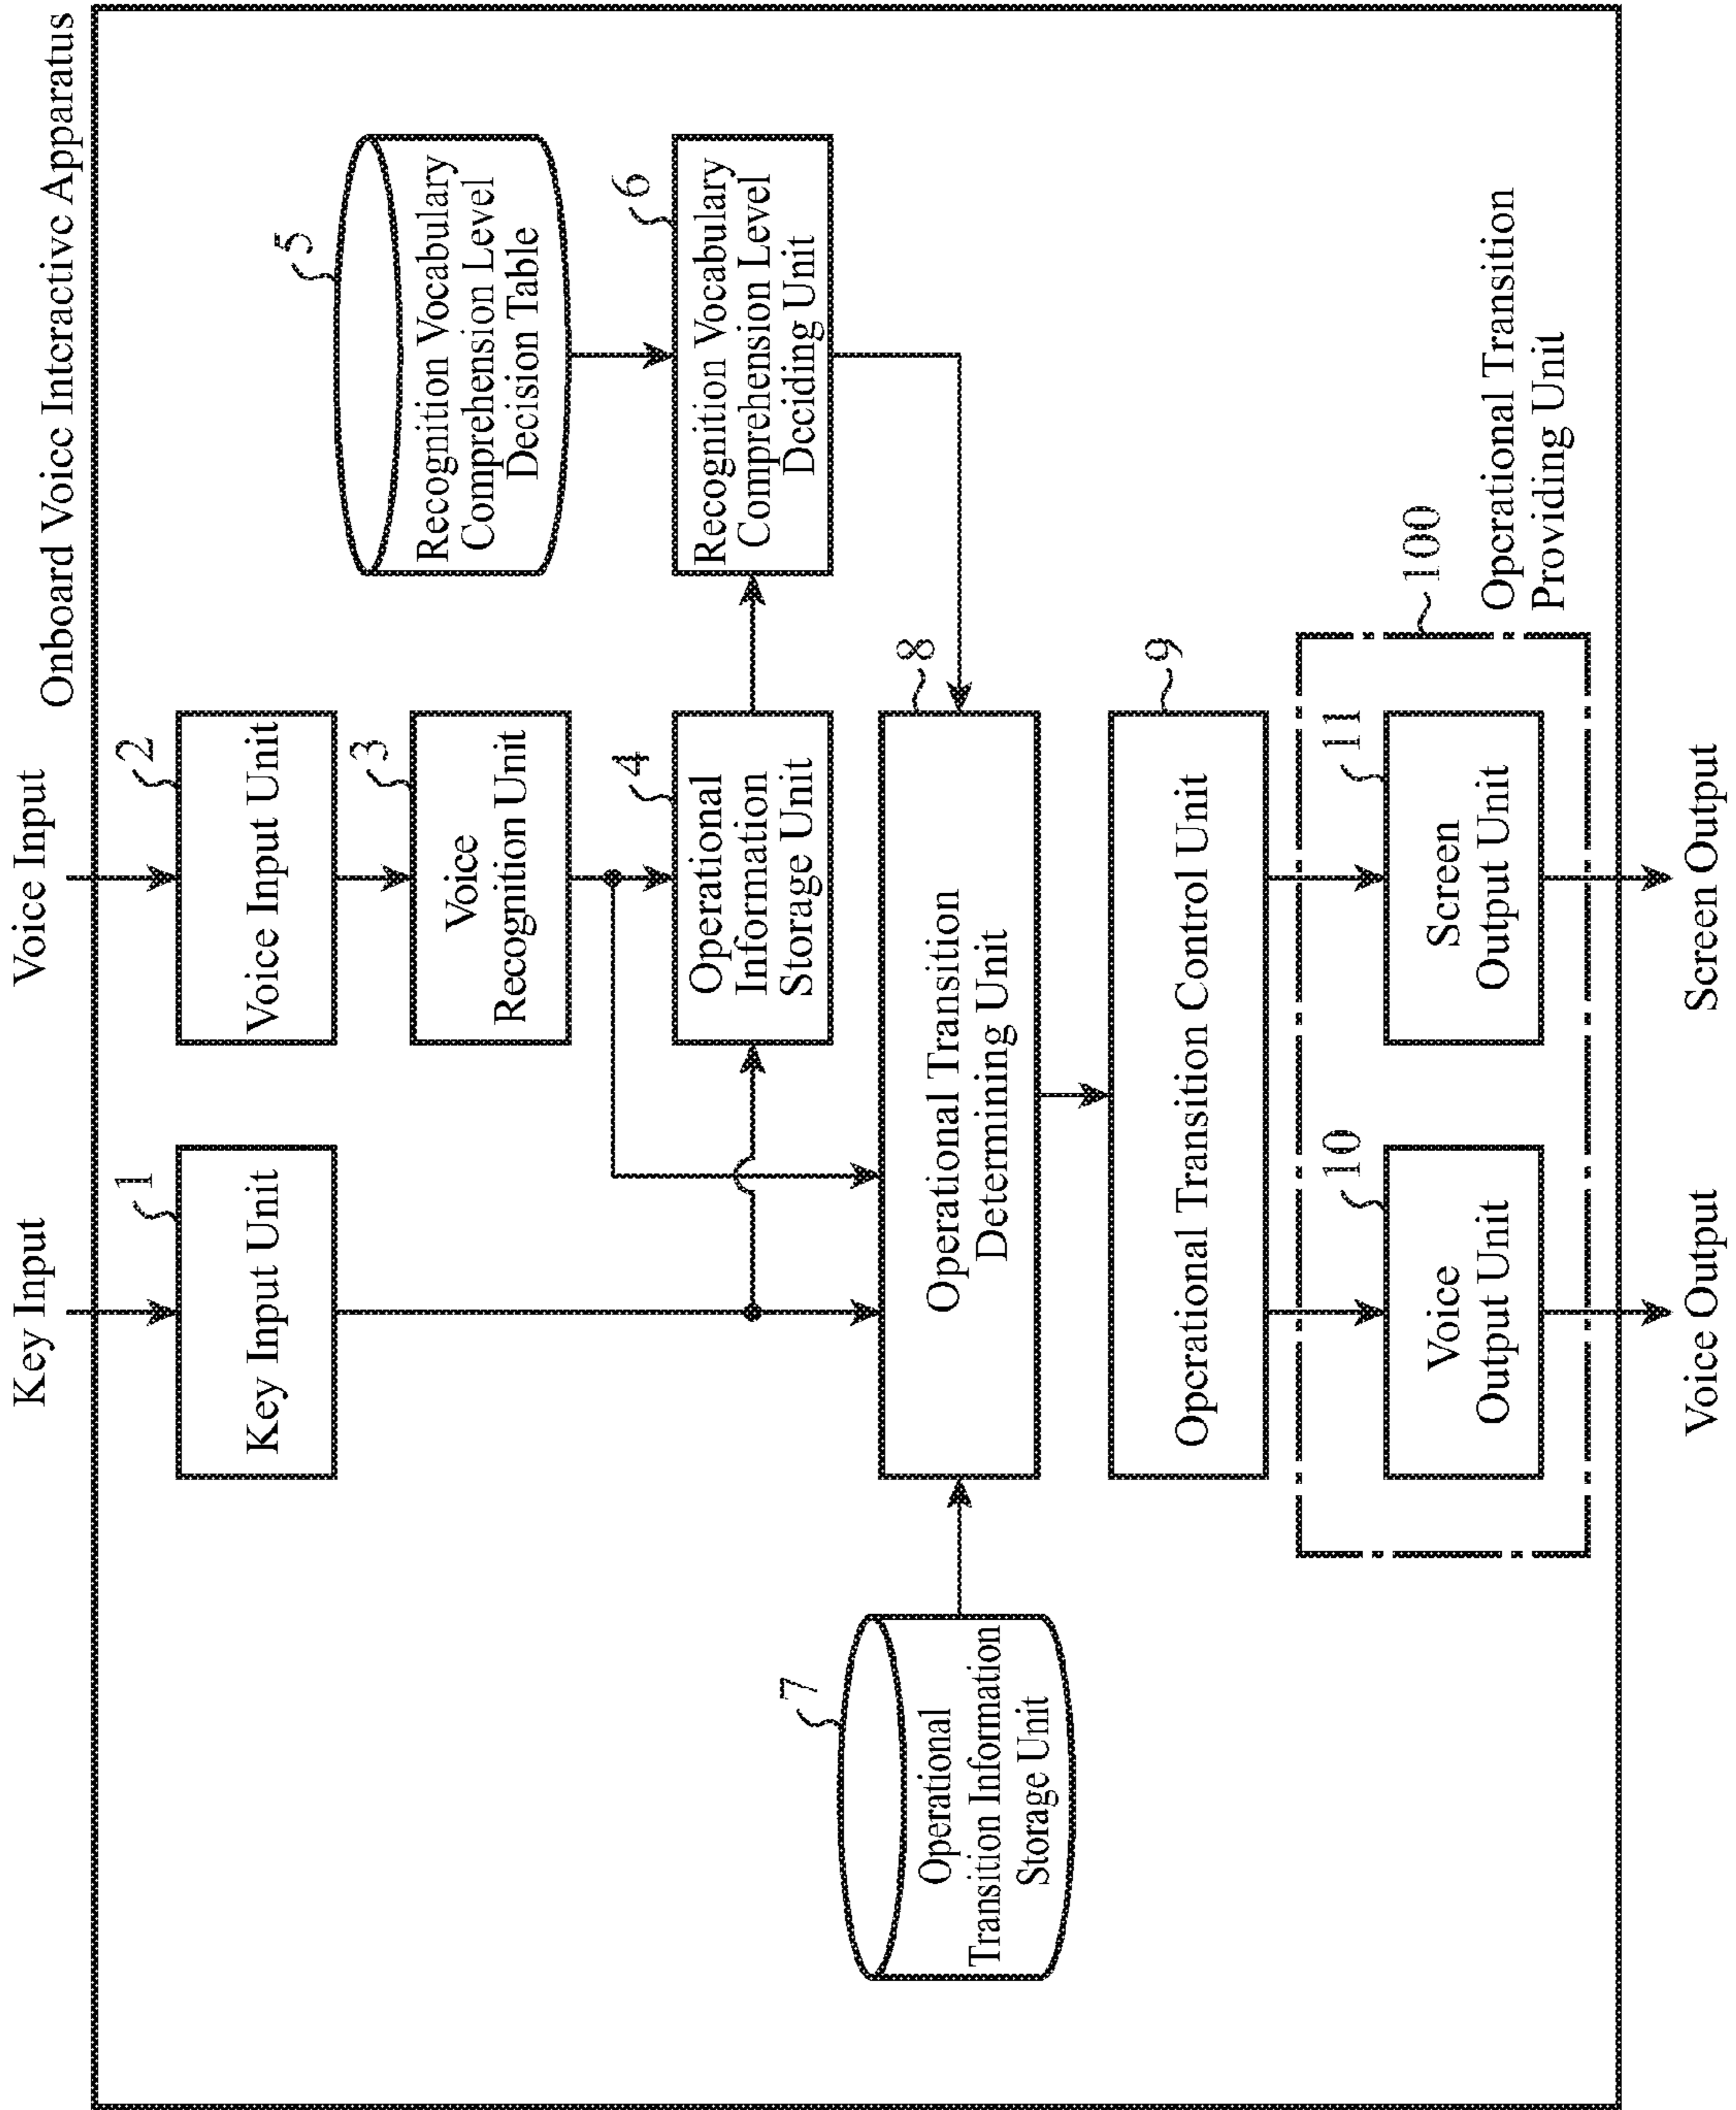 Onboard Voice Interactive Apparatus
Key Input
Voice Input
1
Key Input Unit
2
Voice Input Unit
3
Voice
Recognition Unit
4
Operational
Information
Storage Unit
5
Recognition Vocabulary
Comprehension Level
Decision Table
6
Recognition Vocabulary
Comprehension Level
Deciding Unit
7
Operational
Transition Information
Storage Unit
8
Operational Transition
Determining Unit
9
Operational Transition Control Unit
100
Operational Transition
Providing Unit
10
Voice
Output Unit
11
Screen
Output Unit
Voice Output
Screen Output